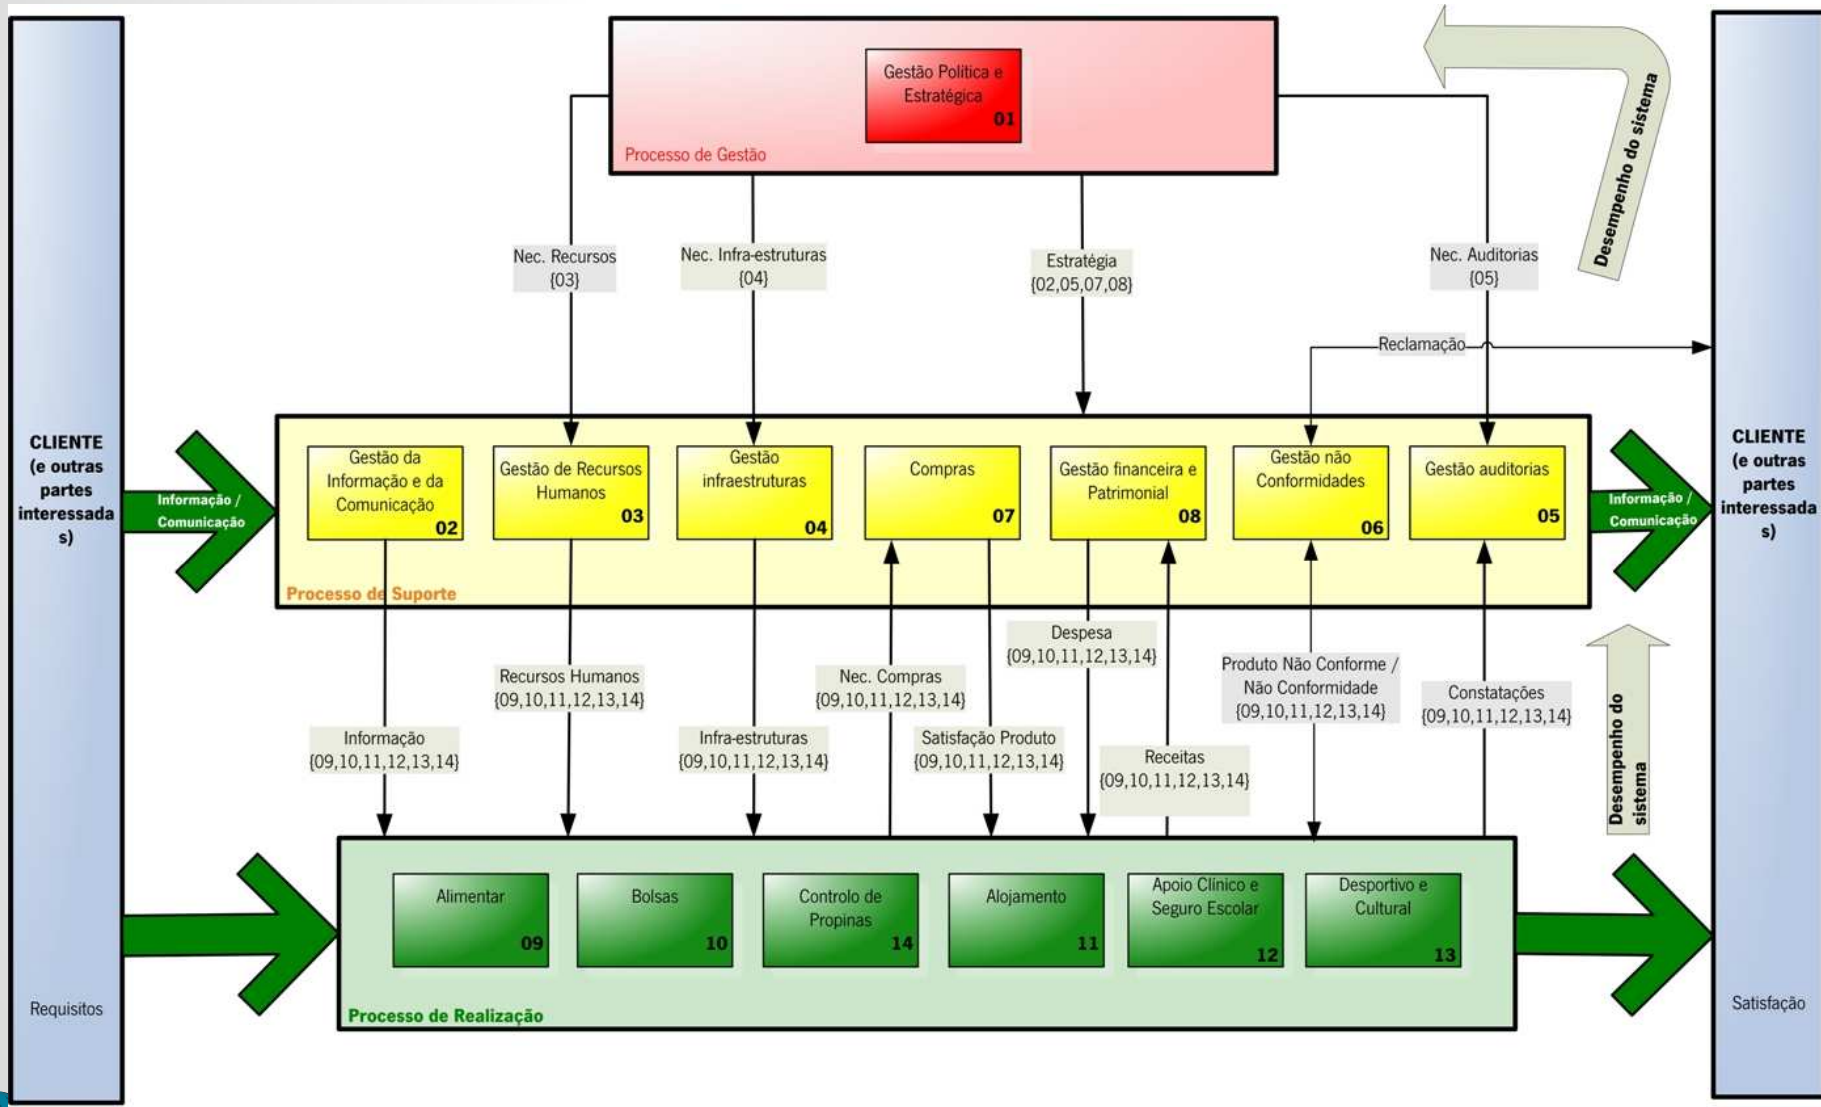 Gestão Política e
Estratégica
01
Processo de Gestão
Desempenho do sistema
Nec. Recursos
{03}
Nec. Infra-estruturas
{04}
Estratégia
{02,05,07,08}
Nec. Auditorias
{05}
Reclamação
CLIENTE
(e outras
partes
interessada
s)
Requisitos
Informação /
Comunicação
Gestão da
Informação e da
Comunicação
02
Gestão de Recursos
Humanos
03
Gestão
infraestruturas
04
Compras
07
Gestão financeira e
Patrimonial
08
Gestão não
Conformidades
06
Gestão auditorias
05
Processo de Suporte
Informação /
Comunicação
CLIENTE
(e outras
partes
interessada
s)
Satisfação
Informação
{09,10,11,12,13,14}
Recursos Humanos
{09,10,11,12,13,14}
Infra-estruturas
{09,10,11,12,13,14}
Nec. Compras
{09,10,11,12,13,14}
Satisfação Produto
{09,10,11,12,13,14}
Despesa
{09,10,11,12,13,14}
Receitas
{09,10,11,12,13,14}
Produto Não Conforme /
Não Conformidade
{09,10,11,12,13,14}
Constatações
{09,10,11,12,13,14}
Desempenho do
sistema
Alimentar
09
Bolsas
10
Controlo de
Propinas
14
Alojamento
11
Apoio Clínico e
Seguro Escolar
12
Desportivo e
Cultural
13
Processo de Realização